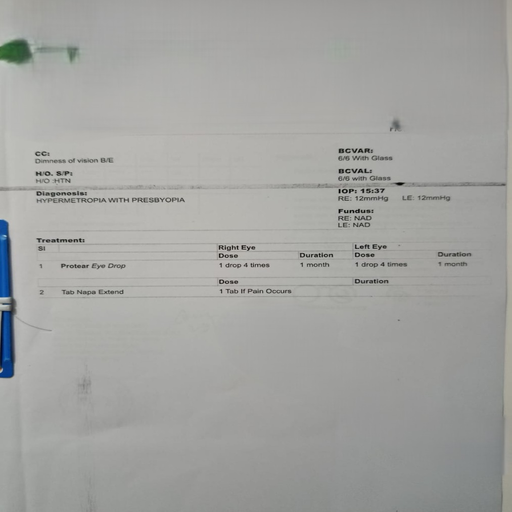 CC:
Dimness of vision B/E
H/O. S/P:
H/O :HTN
Diagonosis:
HYPERMETROPIA WITH PRESBYOPIA
BCVAR:
6/6 With Glass
BCVAL:
6/6 with Glass
IOP: 15:37
RE: 12mmHg LE: 12mmHg
Fundus:
RE: NAD
LE: NAD
Treatment:
Sl Right Eye Left Eye
Dose Duration Dose Duration
1 Protear Eye Drop 1 drop 4 times 1 month 1 drop 4 times 1 month
Dose Duration
2 Tab Napa Extend 1 Tab If Pain Occurs